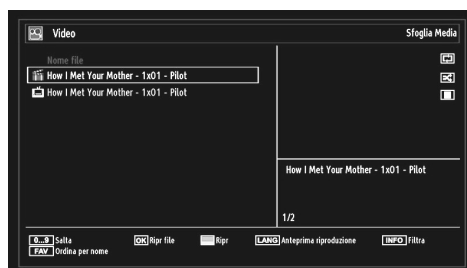 Video Sfoglia Media
Nome file
How I Met Your Mother - 1x01 - Pilot
How I Met Your Mother - 1x01 - Pilot
How I Met Your Mother - 1x01 - Pilot
1/2
0...9 Salta OK Ripr file Ripr LANG Anteprima riproduzione INFO Filtra
FAV Ordina per nome